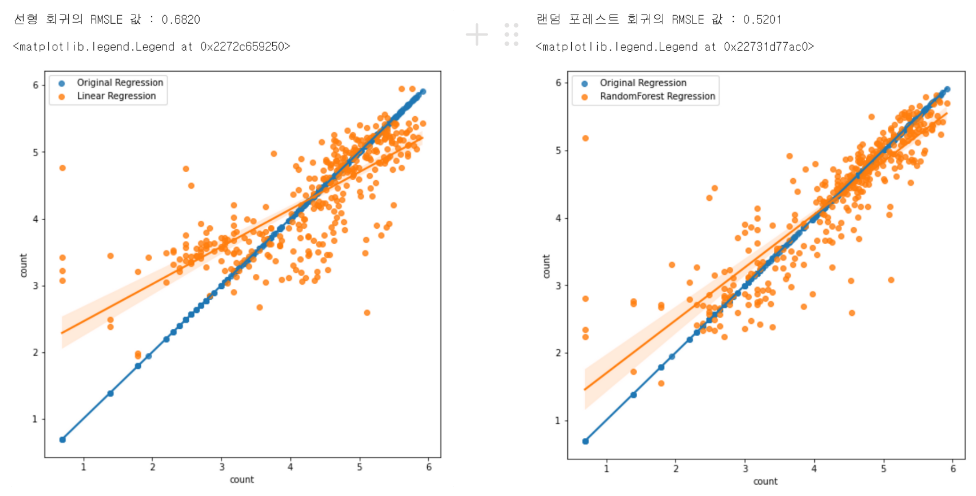 선형 회귀의 RMSLE 값 : 0.6820
<matplotlib.legend.Legend at 0x2272c659250>
Original Regression
Linear Regression
6
5
4
3
2
1
count
1
2
3
4
5
6
count
랜덤 포레스트 회귀의 RMSLE 값 : 0.5201
<matplotlib.legend.Legend at 0x22731d77ac0>
Original Regression
RandomForest Regression
6
5
4
3
2
1
count
1
2
3
4
5
6
count